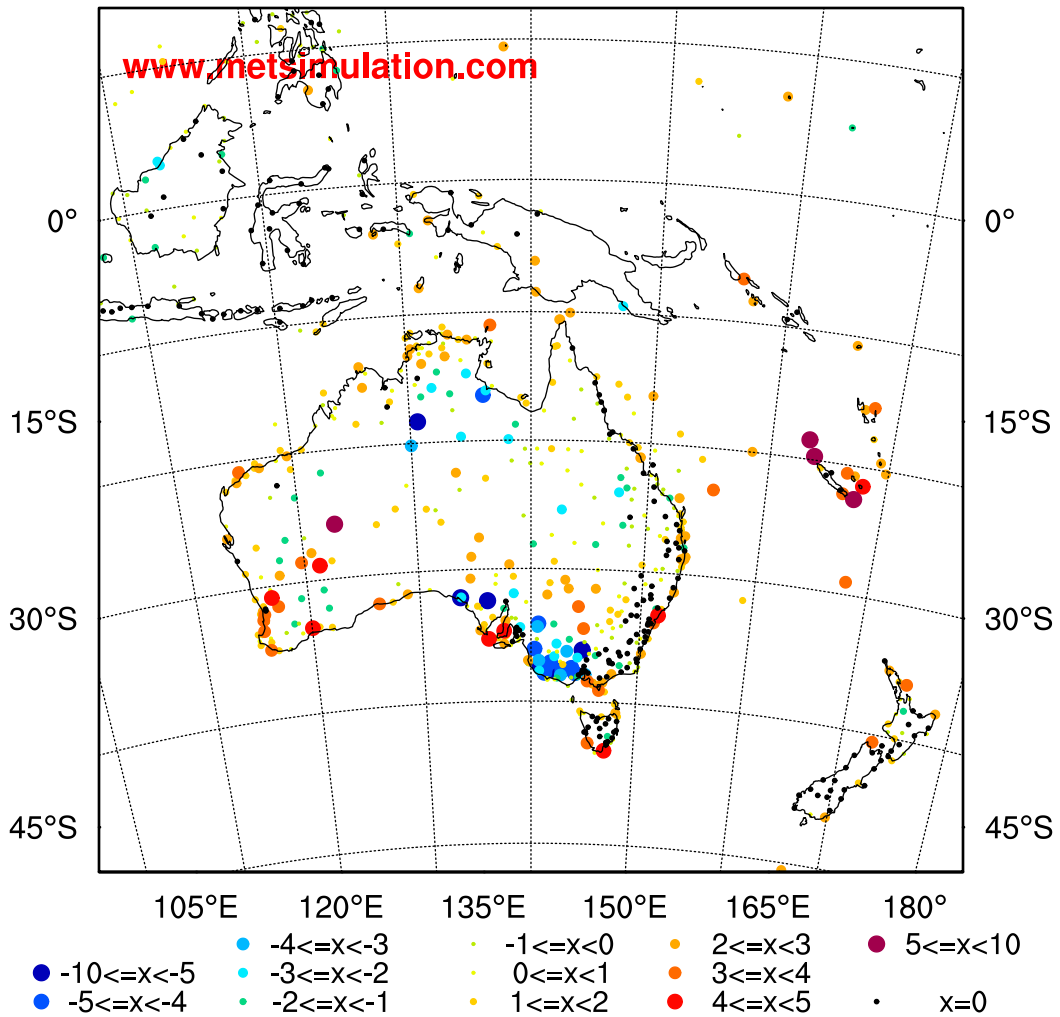 www.metsimulation.com
0° 0°
15°S 15°S
30°S 30°S
45°S 45°S
105°E 120°E 135°E 150°E 165°E 180°
-4<=x<-3 -1<=x<0 2<=x<3 5<=x<10
-10<=x<-5 -3<=x<-2 0<=x<1 3<=x<4
-5<=x<-4 -2<=x<-1 1<=x<2 4<=x<5 x=0